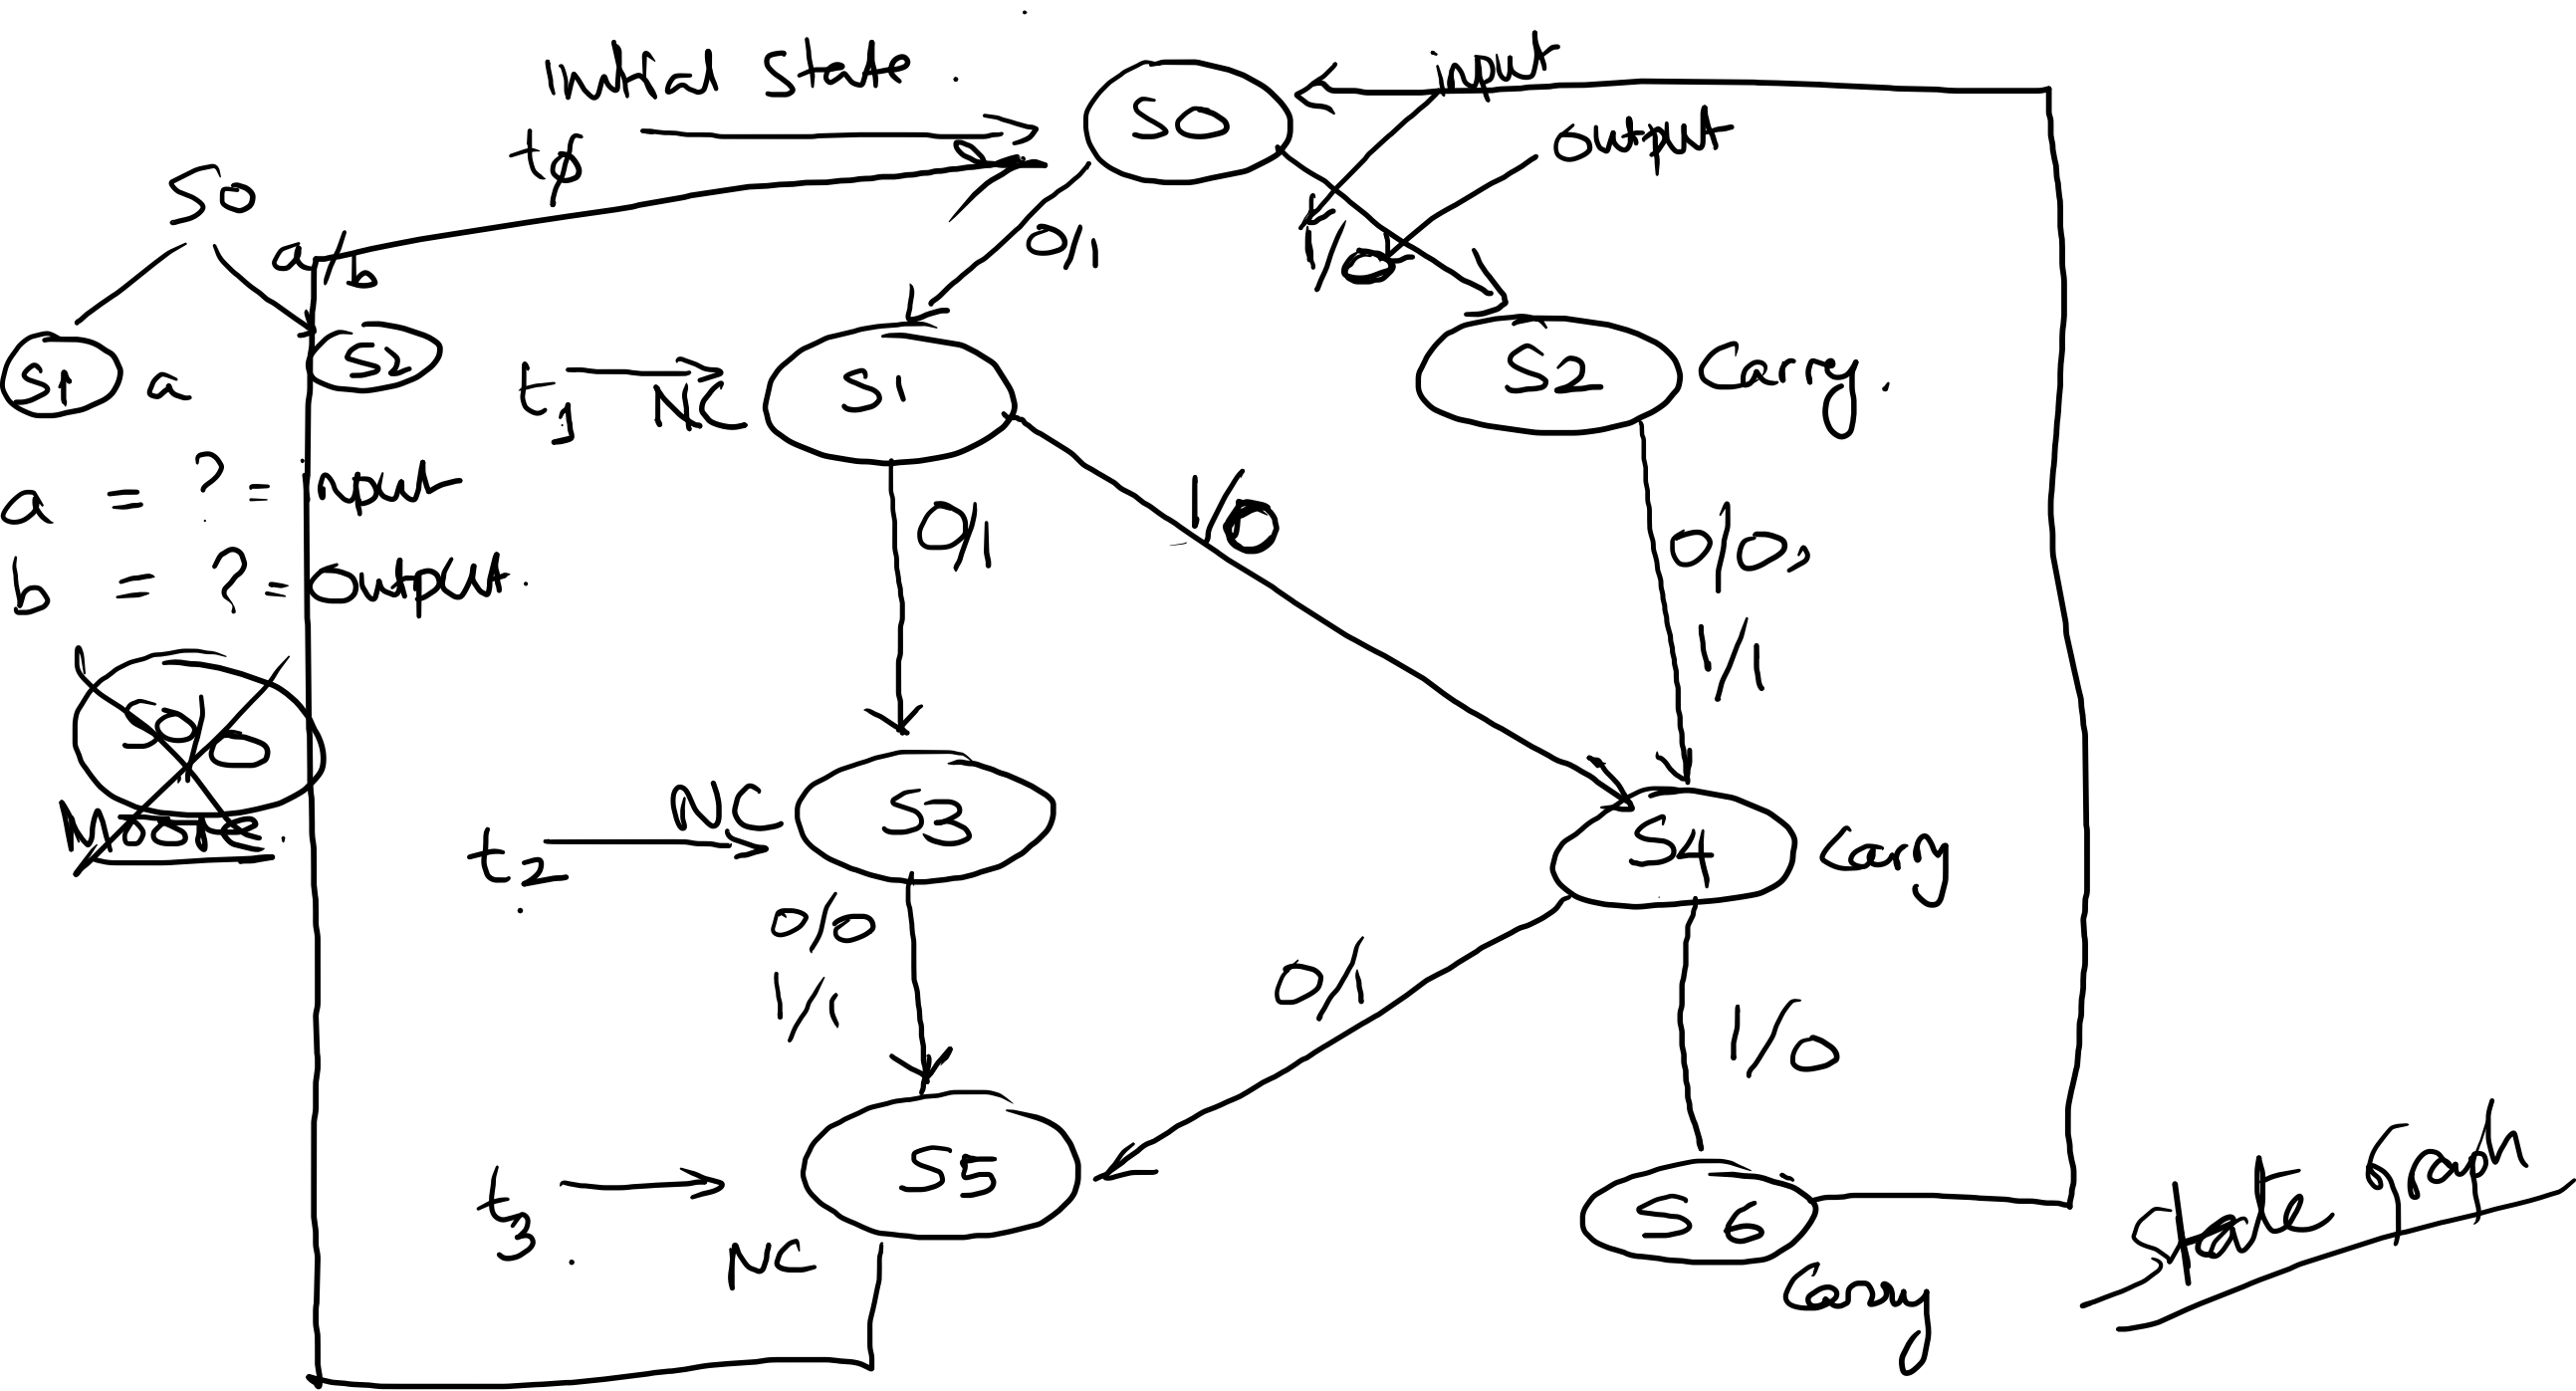 Initial State.
input
output
t0
S0
S0
a/b
0/1
1/0
S1
a
S2
t1
NC
S1
S2
Carry.
a = ? = input
b = ? = output.
0/1
1/0
0/0,
1/1
S0/0
Moore.
t2
NC
S3
S4
Carry
0/0
1/1
0/1
1/0
t3
NC
S5
S6
Carry
State Graph